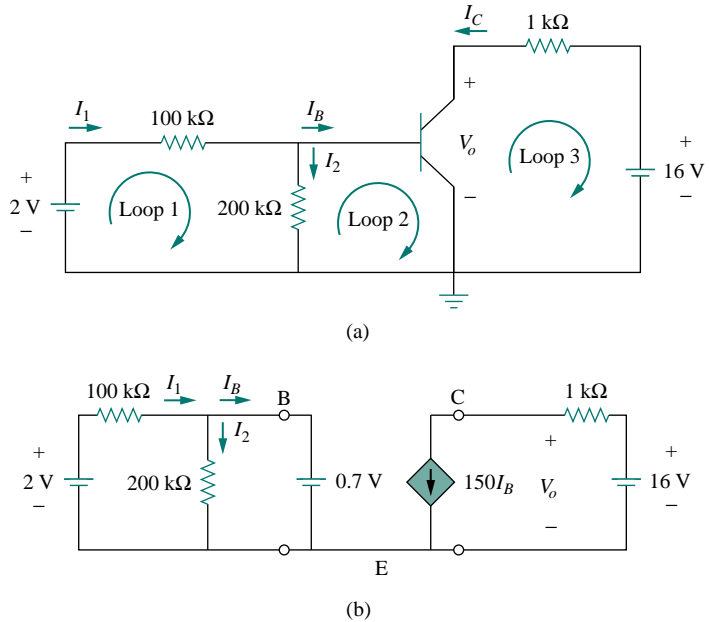 I_C
1 kΩ
+
I_1
100 kΩ
I_B
V_o
Loop 3
+
16 V
−
I_2
+
2 V
−
Loop 1
200 kΩ
Loop 2
−
(a)
100 kΩ
I_1
I_B
B
C
1 kΩ
I_2
+
2 V
−
200 kΩ
0.7 V
150I_B
+
V_o
−
+
16 V
−
E
(b)